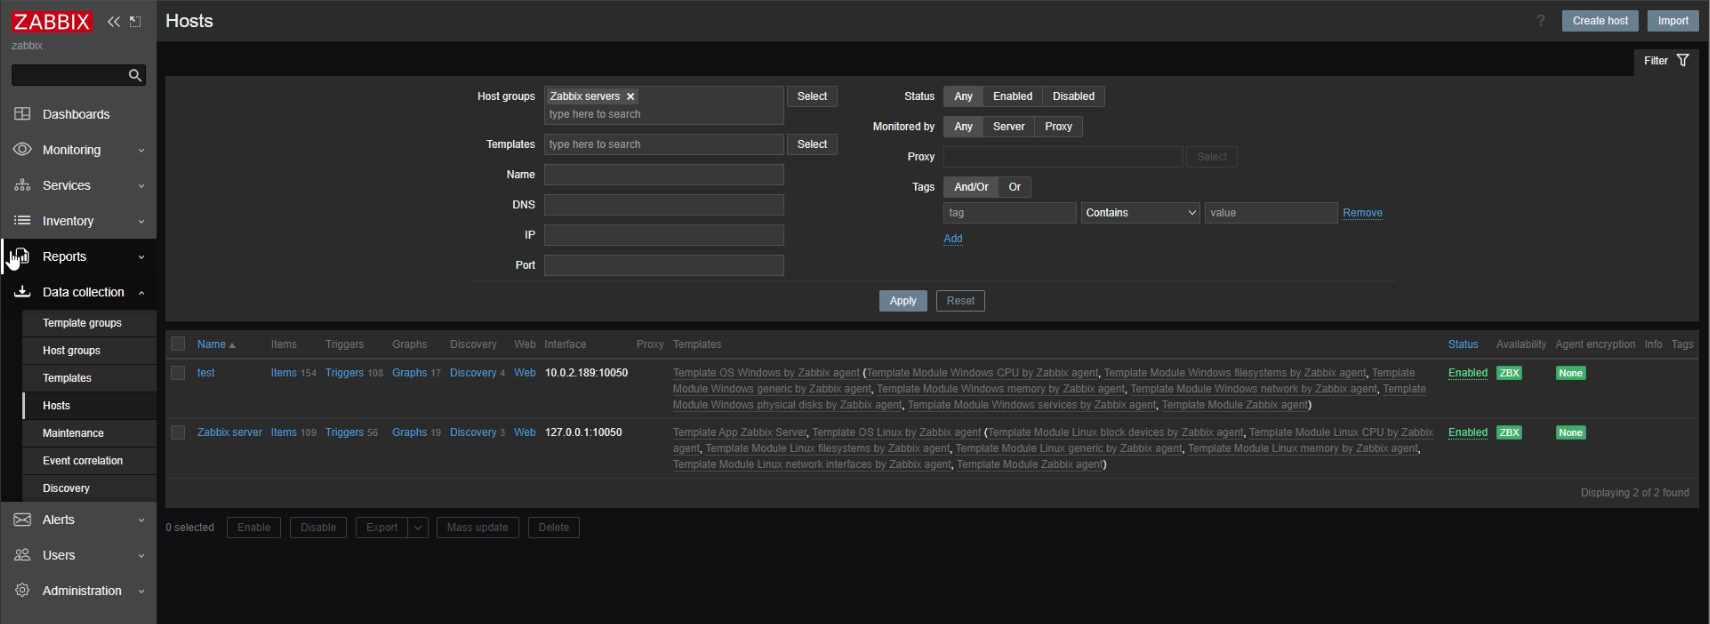 ZABBIX
zabbix
Dashboards
Monitoring
Services
Inventory
Reports
Data collection
Template groups
Host groups
Templates
Hosts
Maintenance
Event correlation
Discovery
Alerts
Users
Administration
Hosts
? Create host Import
Filter
Host groups Zabbix servers × Select
type here to search
Templates type here to search Select
Name
DNS
IP
Port
Status Any Enabled Disabled
Monitored by Any Server Proxy
Proxy Select
Tags And/Or Or
tag Contains value Remove
Add
Apply Reset
Name Items Triggers Graphs Discovery Web Interface Proxy Templates Status Availability Agent encryption Info Tags
test Items 154 Triggers 108 Graphs 17 Discovery 4 Web 10.0.2.189:10050 Template OS Windows by Zabbix agent (Template Module Windows CPU by Zabbix agent, Template Module Windows filesystems by Zabbix agent, Template Enabled ZBX None
Module Windows generic by Zabbix agent, Template Module Windows memory by Zabbix agent, Template Module Windows network by Zabbix agent, Template
Module Windows physical disks by Zabbix agent, Template Module Windows services by Zabbix agent, Template Module Zabbix agent)
Zabbix server Items 109 Triggers 56 Graphs 19 Discovery 3 Web 127.0.0.1:10050 Template App Zabbix Server, Template OS Linux by Zabbix agent (Template Module Linux block devices by Zabbix agent, Template Module Linux CPU by Zabbix Enabled ZBX None
agent, Template Module Linux filesystems by Zabbix agent, Template Module Linux generic by Zabbix agent, Template Module Linux memory by Zabbix agent,
Template Module Linux network interfaces by Zabbix agent, Template Module Zabbix agent)
Displaying 2 of 2 found
0 selected Enable Disable Export Mass update Delete